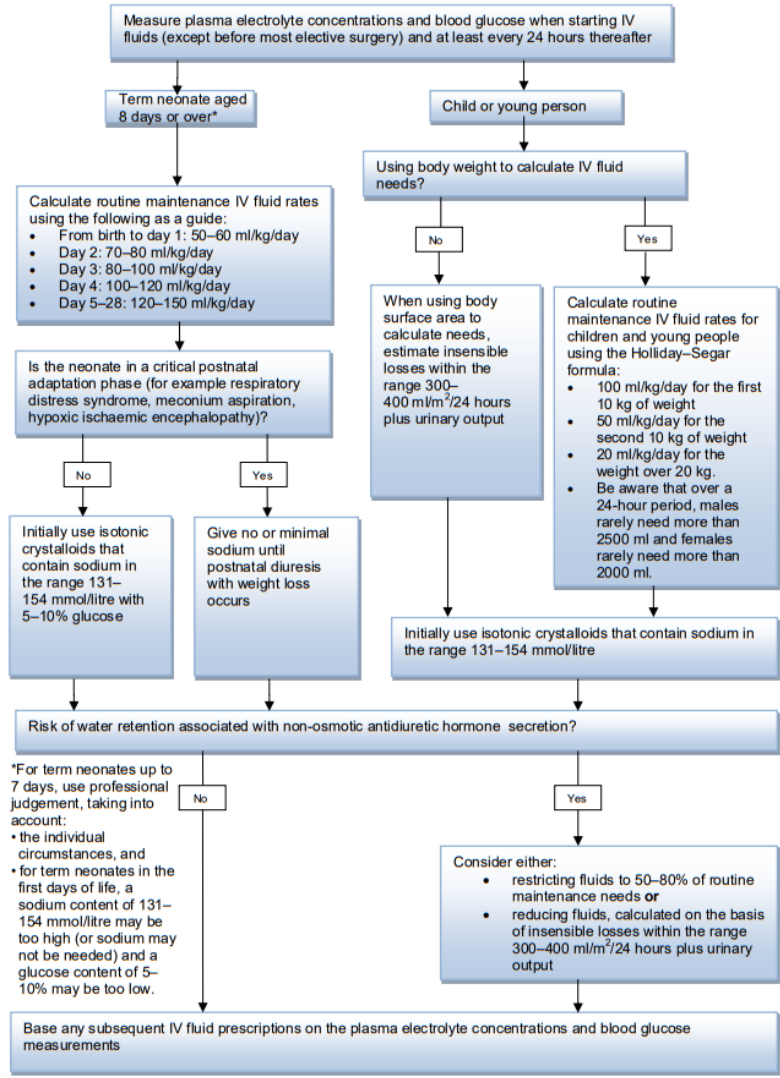 Measure plasma electrolyte concentrations and blood glucose when starting IV
fluids (except before most elective surgery) and at least every 24 hours thereafter
Term neonate aged
8 days or over*
Child or young person
Using body weight to calculate IV fluid
needs?
Calculate routine maintenance IV fluid rates
using the following as a guide:
• From birth to day 1: 50–60 ml/kg/day
• Day 2: 70–80 ml/kg/day
• Day 3: 80–100 ml/kg/day
• Day 4: 100–120 ml/kg/day
• Day 5–28: 120–150 ml/kg/day
No
Yes
When using body
surface area to
calculate needs,
estimate insensible
losses within the
range 300–
400 ml/m²/24 hours
plus urinary output
Calculate routine
maintenance IV fluid rates for
children and young people
using the Holliday–Segar
formula:
• 100 ml/kg/day for the first
10 kg of weight
• 50 ml/kg/day for the
second 10 kg of weight
• 20 ml/kg/day for the
weight over 20 kg.
• Be aware that over a
24-hour period, males
rarely need more than
2500 ml and females
rarely need more than
2000 ml.
Is the neonate in a critical postnatal
adaptation phase (for example respiratory
distress syndrome, meconium aspiration,
hypoxic ischaemic encephalopathy)?
No
Yes
Initially use isotonic
crystalloids that
contain sodium in
the range 131–
154 mmol/litre with
5–10% glucose
Give no or minimal
sodium until
postnatal diuresis
with weight loss
occurs
Initially use isotonic crystalloids that contain sodium in
the range 131–154 mmol/litre
Risk of water retention associated with non-osmotic antidiuretic hormone secretion?
*For term neonates up to
7 days, use professional
judgement, taking into
account:
• the individual
circumstances, and
• for term neonates in the
first days of life, a
sodium content of 131–
154 mmol/litre may be
too high (or sodium may
not be needed) and a
glucose content of 5–
10% may be too low.
No
Yes
Consider either:
• restricting fluids to 50–80% of routine
maintenance needs or
• reducing fluids, calculated on the basis
of insensible losses within the range
300–400 ml/m²/24 hours plus urinary
output
Base any subsequent IV fluid prescriptions on the plasma electrolyte concentrations and blood glucose
measurements